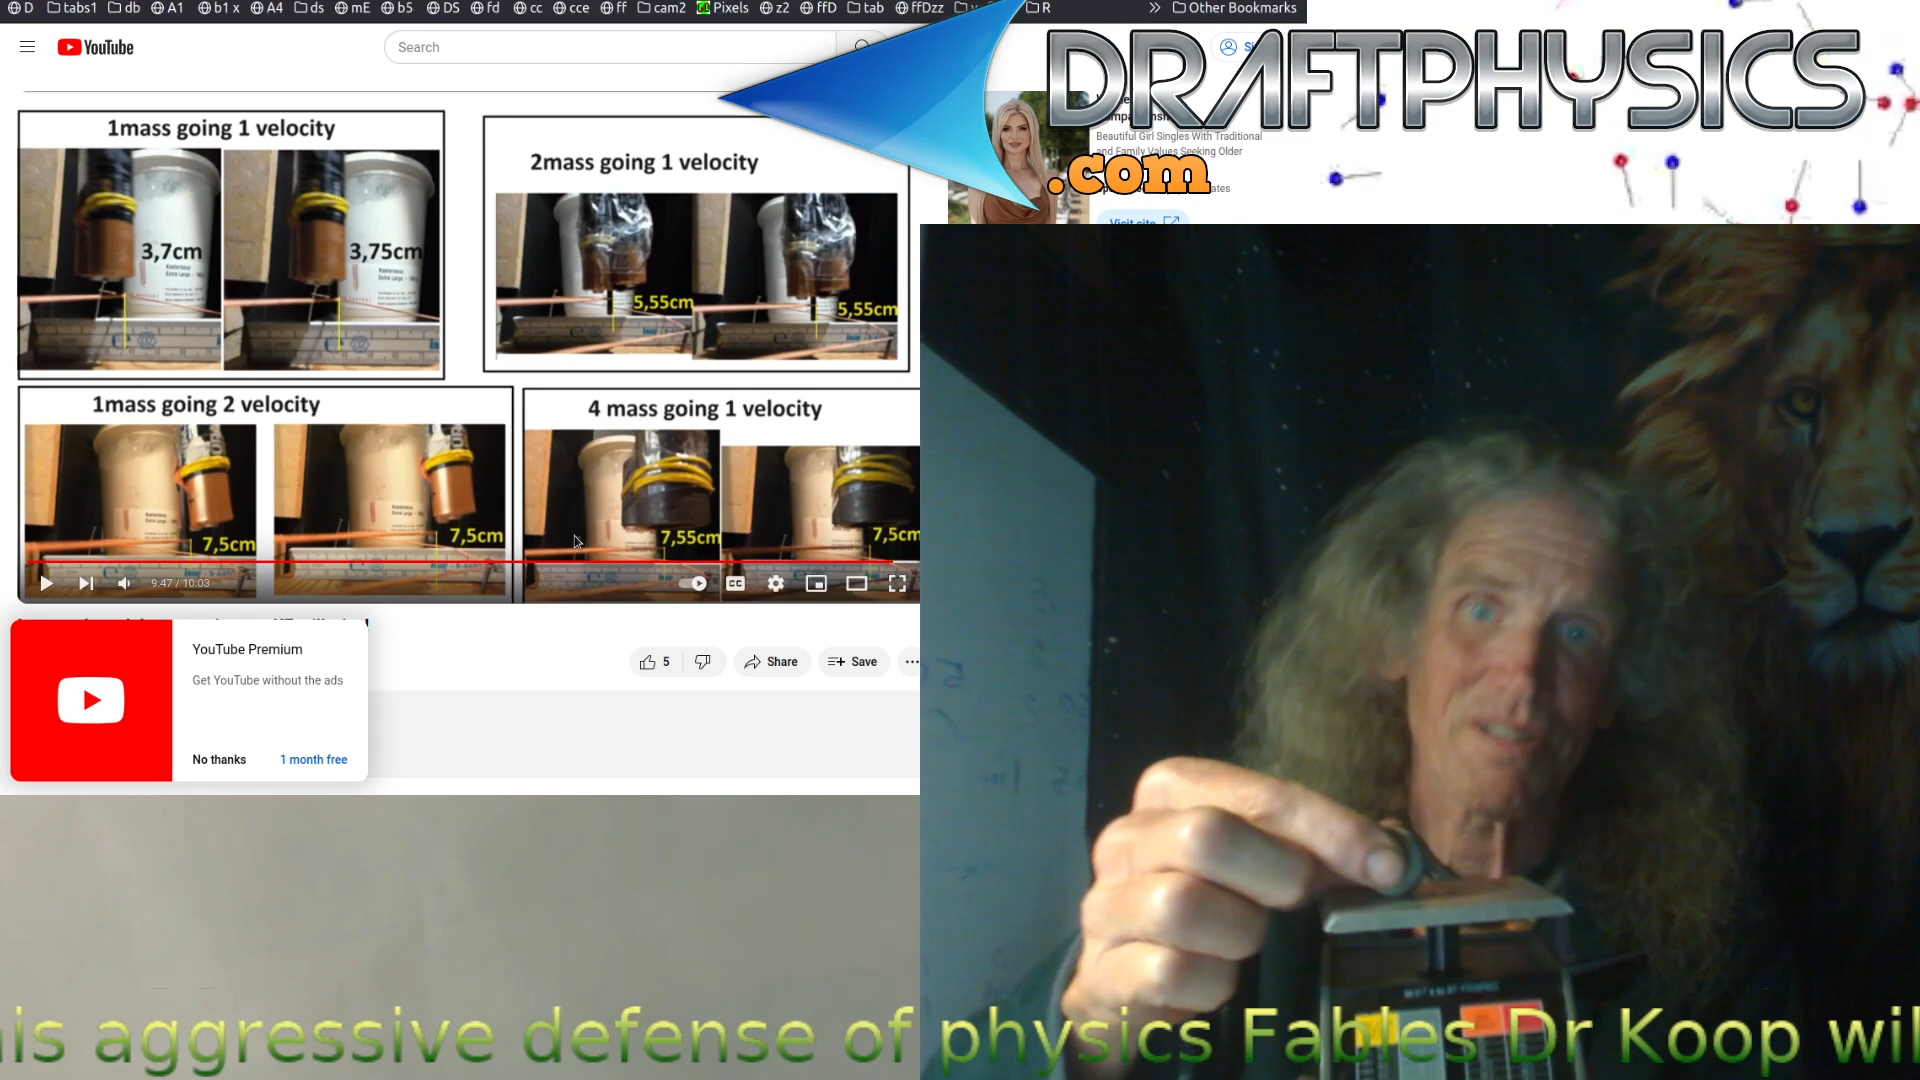 D tabs1 db A1 b1 x A4 ds mE b5 DS fd cc cce ff cam2 Pixels z2 ffD tab ffDzz R » Other Bookmarks
YouTube
Search
DRAFTPHYSICS
.com
Beautiful Girl Singles With Traditional
and Family Values Seeking Older
Visit site
1mass going 1 velocity
3,7cm
3,75cm
2mass going 1 velocity
5,55cm
5,55cm
1mass going 2 velocity
7,5cm
7,5cm
4 mass going 1 velocity
7,55cm
7,5cm
9:47 / 10:03
CC
5
Share
Save
YouTube Premium
Get YouTube without the ads
No thanks
1 month free
is aggressive defense of physics Fables Dr Koop wil